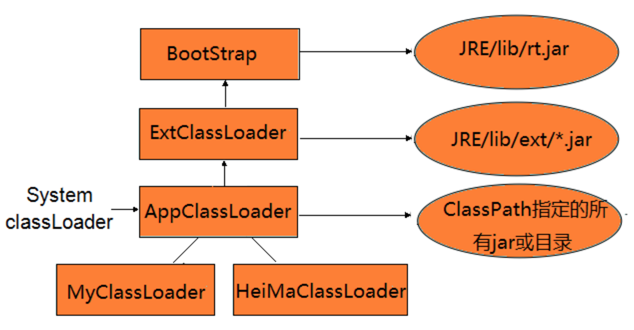 BootStrap
JRE/lib/rt.jar
ExtClassLoader
JRE/lib/ext/*.jar
System
classLoader
AppClassLoader
ClassPath指定的所
有jar或目录
MyClassLoader
HeiMaClassLoader